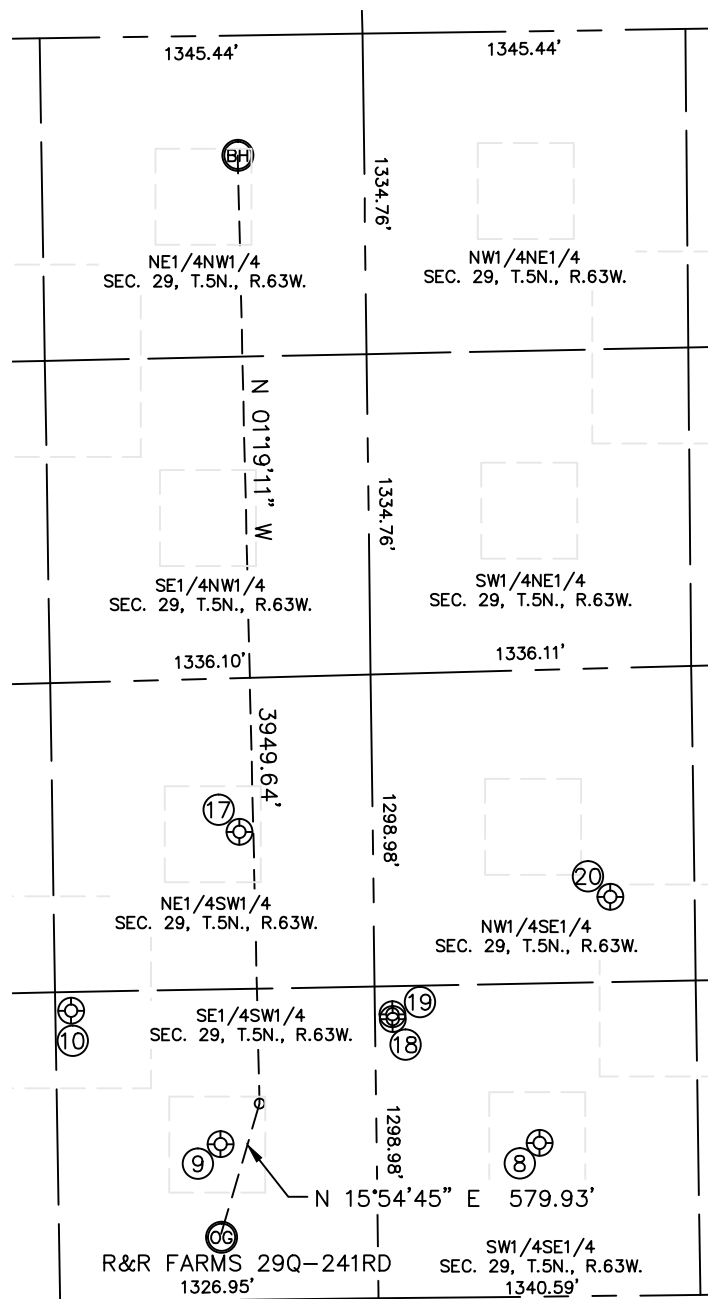 1345.44'
1345.44'
BH
1334.76'
NE1/4NW1/4
SEC. 29, T.5N., R.63W.
NW1/4NE1/4
SEC. 29, T.5N., R.63W.
N 01°19'11" W
1334.76'
SE1/4NW1/4
SEC. 29, T.5N., R.63W.
SW1/4NE1/4
SEC. 29, T.5N., R.63W.
1336.10'
1336.11'
3949.64'
17
1298.98'
20
NE1/4SW1/4
SEC. 29, T.5N., R.63W.
NW1/4SE1/4
SEC. 29, T.5N., R.63W.
19
SE1/4SW1/4
SEC. 29, T.5N., R.63W.
10
18
1298.98'
9
8
N 15°54'45" E 579.93'
OG
R&R FARMS 29Q-241RD
SW1/4SE1/4
SEC. 29, T.5N., R.63W.
1326.95'
1340.59'